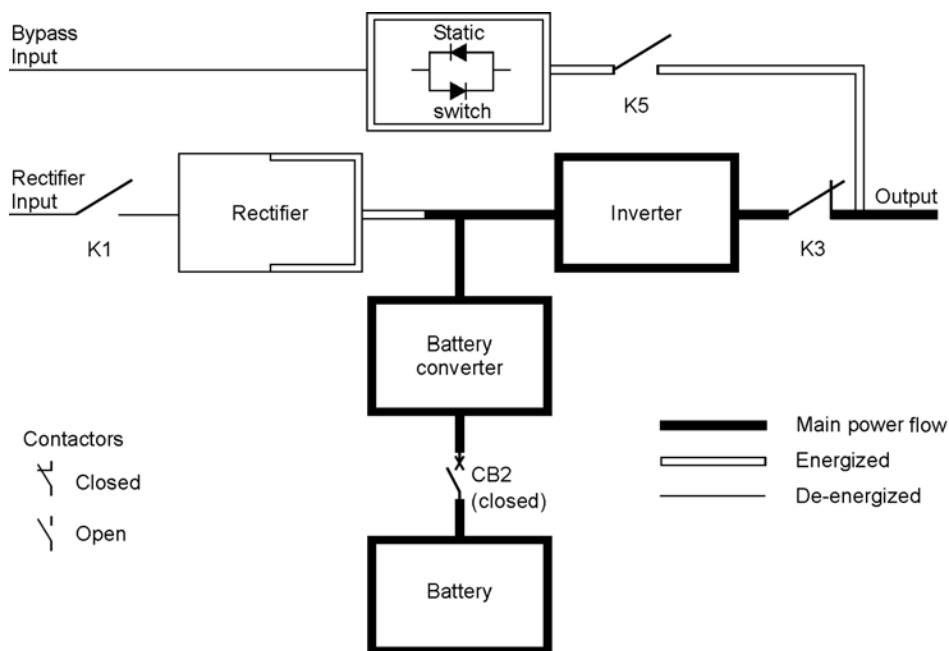 Bypass
Input
Static
switch
K5
Rectifier
Input
K1
Rectifier
Inverter
K3
Output
Battery
converter
CB2
(closed)
Battery
Contactors
Closed
Open
Main power flow
Energized
De-energized